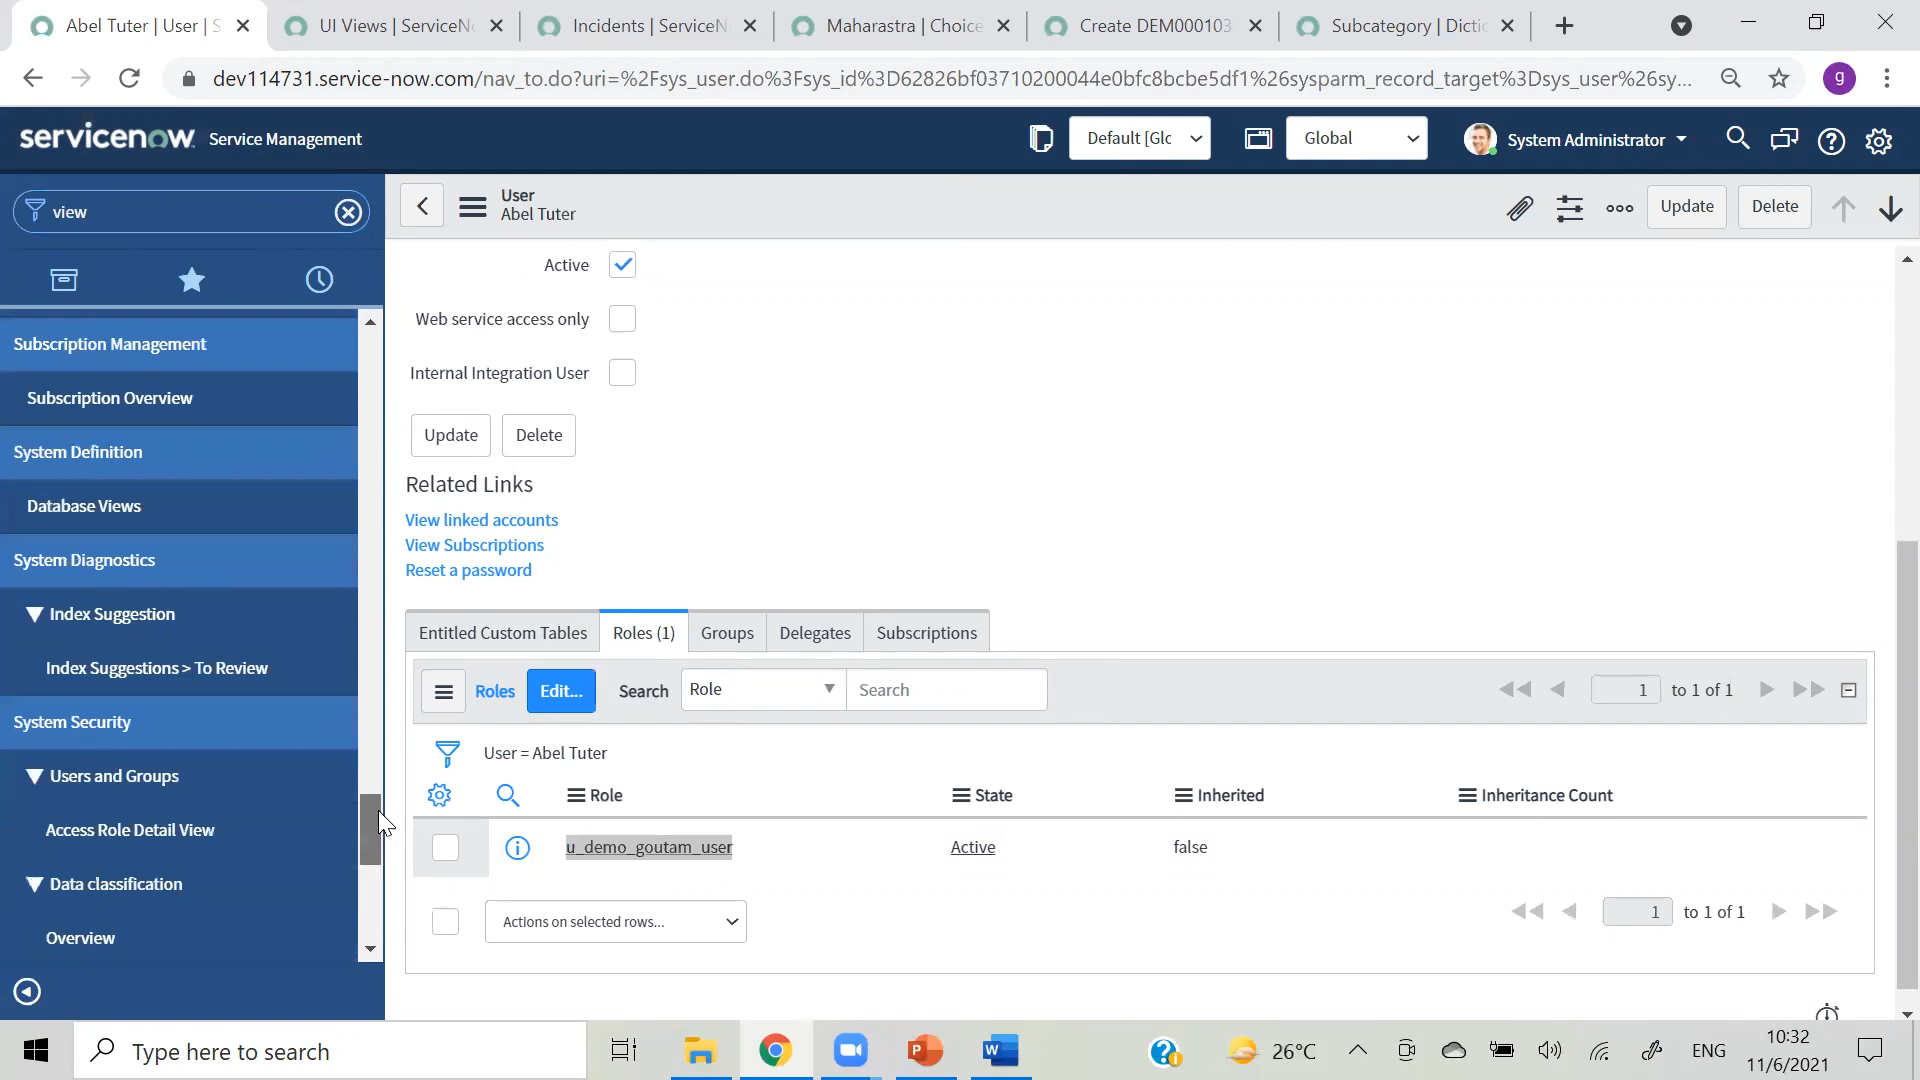 Abel Tuter | User | S
UI Views | ServiceNo
Incidents | ServiceN
Maharastra | Choice
Create DEM000103
Subcategory | Dictio
dev114731.service-now.com/nav_to.do?uri=%2Fsys_user.do%3Fsys_id%3D62826bf03710200044e0bfc8bcbe5df1%26sysparm_record_target%3Dsys_user%26sy...
g
servicenow Service Management
Default [Glo
Global
System Administrator
view
User
Abel Tuter
Update
Delete
Subscription Management
Subscription Overview
System Definition
Database Views
System Diagnostics
Index Suggestion
Index Suggestions > To Review
System Security
Users and Groups
Access Role Detail View
Data classification
Overview
Active
Web service access only
Internal Integration User
Update
Delete
Related Links
View linked accounts
View Subscriptions
Reset a password
Entitled Custom Tables
Roles (1)
Groups
Delegates
Subscriptions
Roles
Edit...
Search
Role
Search
1 to 1 of 1
User = Abel Tuter
Role
State
Inherited
Inheritance Count
u_demo_goutam_user
Active
false
Actions on selected rows...
1 to 1 of 1
Type here to search
26°C
ENG
10:32
11/6/2021